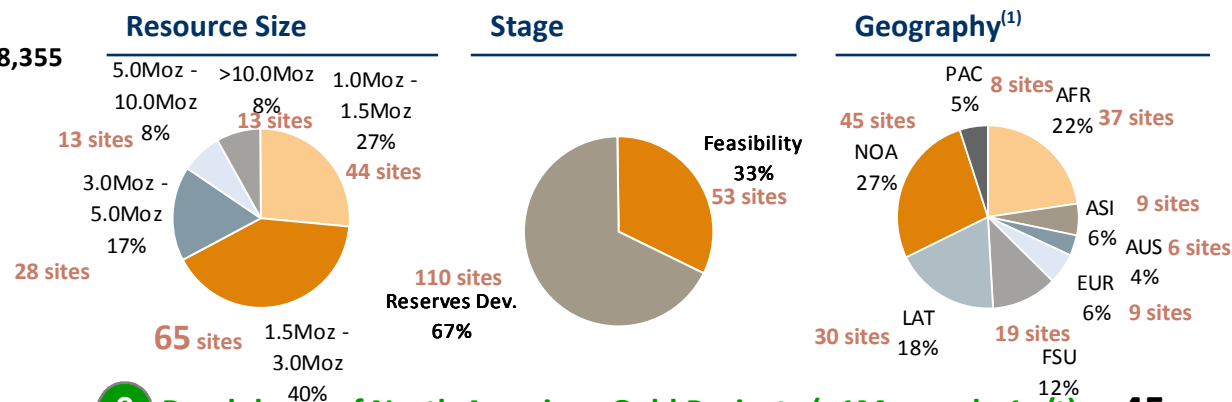 Resource Size
Stage
Geography(1)
8,355
5.0Moz -
10.0Moz
8%
13 sites
>10.0Moz
8%
13 sites
1.0Moz -
1.5Moz
27%
44 sites
3.0Moz -
5.0Moz
17%
28 sites
65 sites
1.5Moz -
3.0Moz
40%
Feasibility
33%
53 sites
110 sites
Reserves Dev.
67%
PAC
5%
8 sites
AFR
22%
37 sites
45 sites
NOA
27%
ASI
6%
9 sites
AUS
4%
6 sites
EUR
6%
9 sites
LAT
18%
30 sites
19 sites
FSU
12%